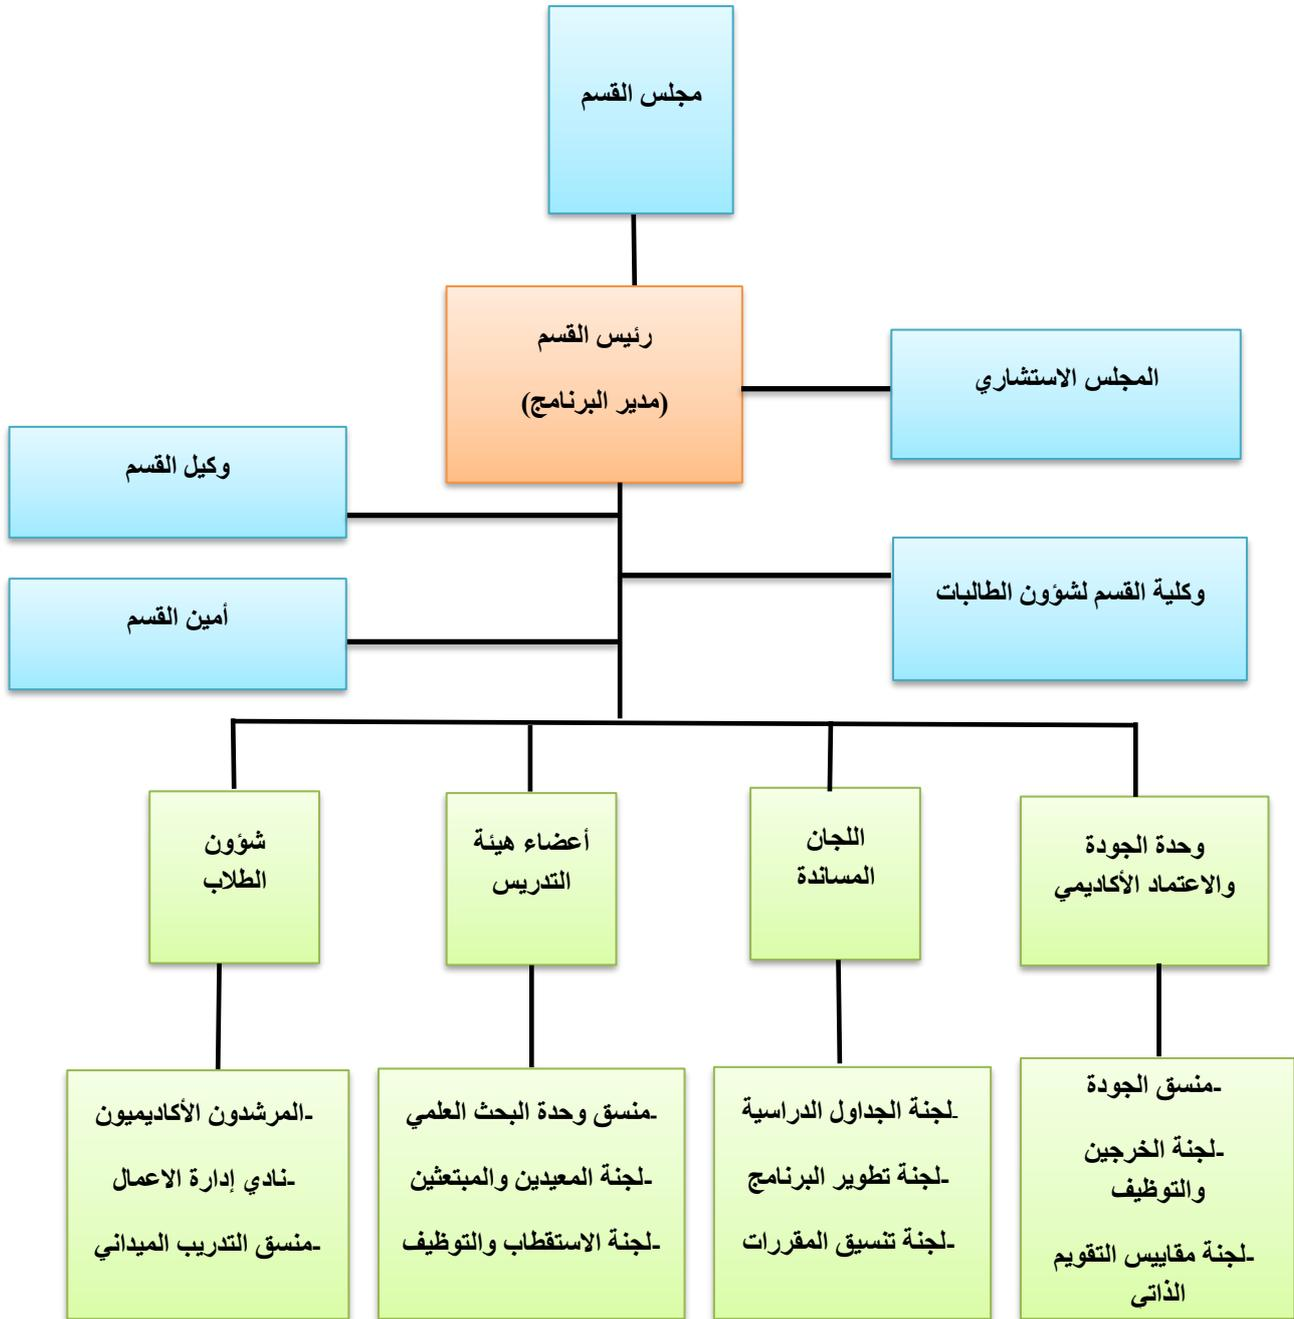 مجلس القسم
رئيس القسم
(مدير البرنامج)
المجلس الاستشاري
وكيل القسم
وكلية القسم لشؤون الطالبات
أمين القسم
وحدة الجودة
والاعتماد الأكاديمي
اللجان
المساندة
أعضاء هيئة
التدريس
شؤون
الطلاب
-منسق الجودة
-لجنة الخرجين
والتوظيف
-لجنة مقاييس التقويم
الذاتي
-لجنة الجداول الدراسية
-لجنة تطوير البرنامج
-لجنة تنسيق المقررات
-منسق وحدة البحث العلمي
-لجنة المعيدين والمبتعثين
-لجنة الاستقطاب والتوظيف
-المرشدون الأكاديميون
-نادي إدارة الاعمال
-منسق التدريب الميداني